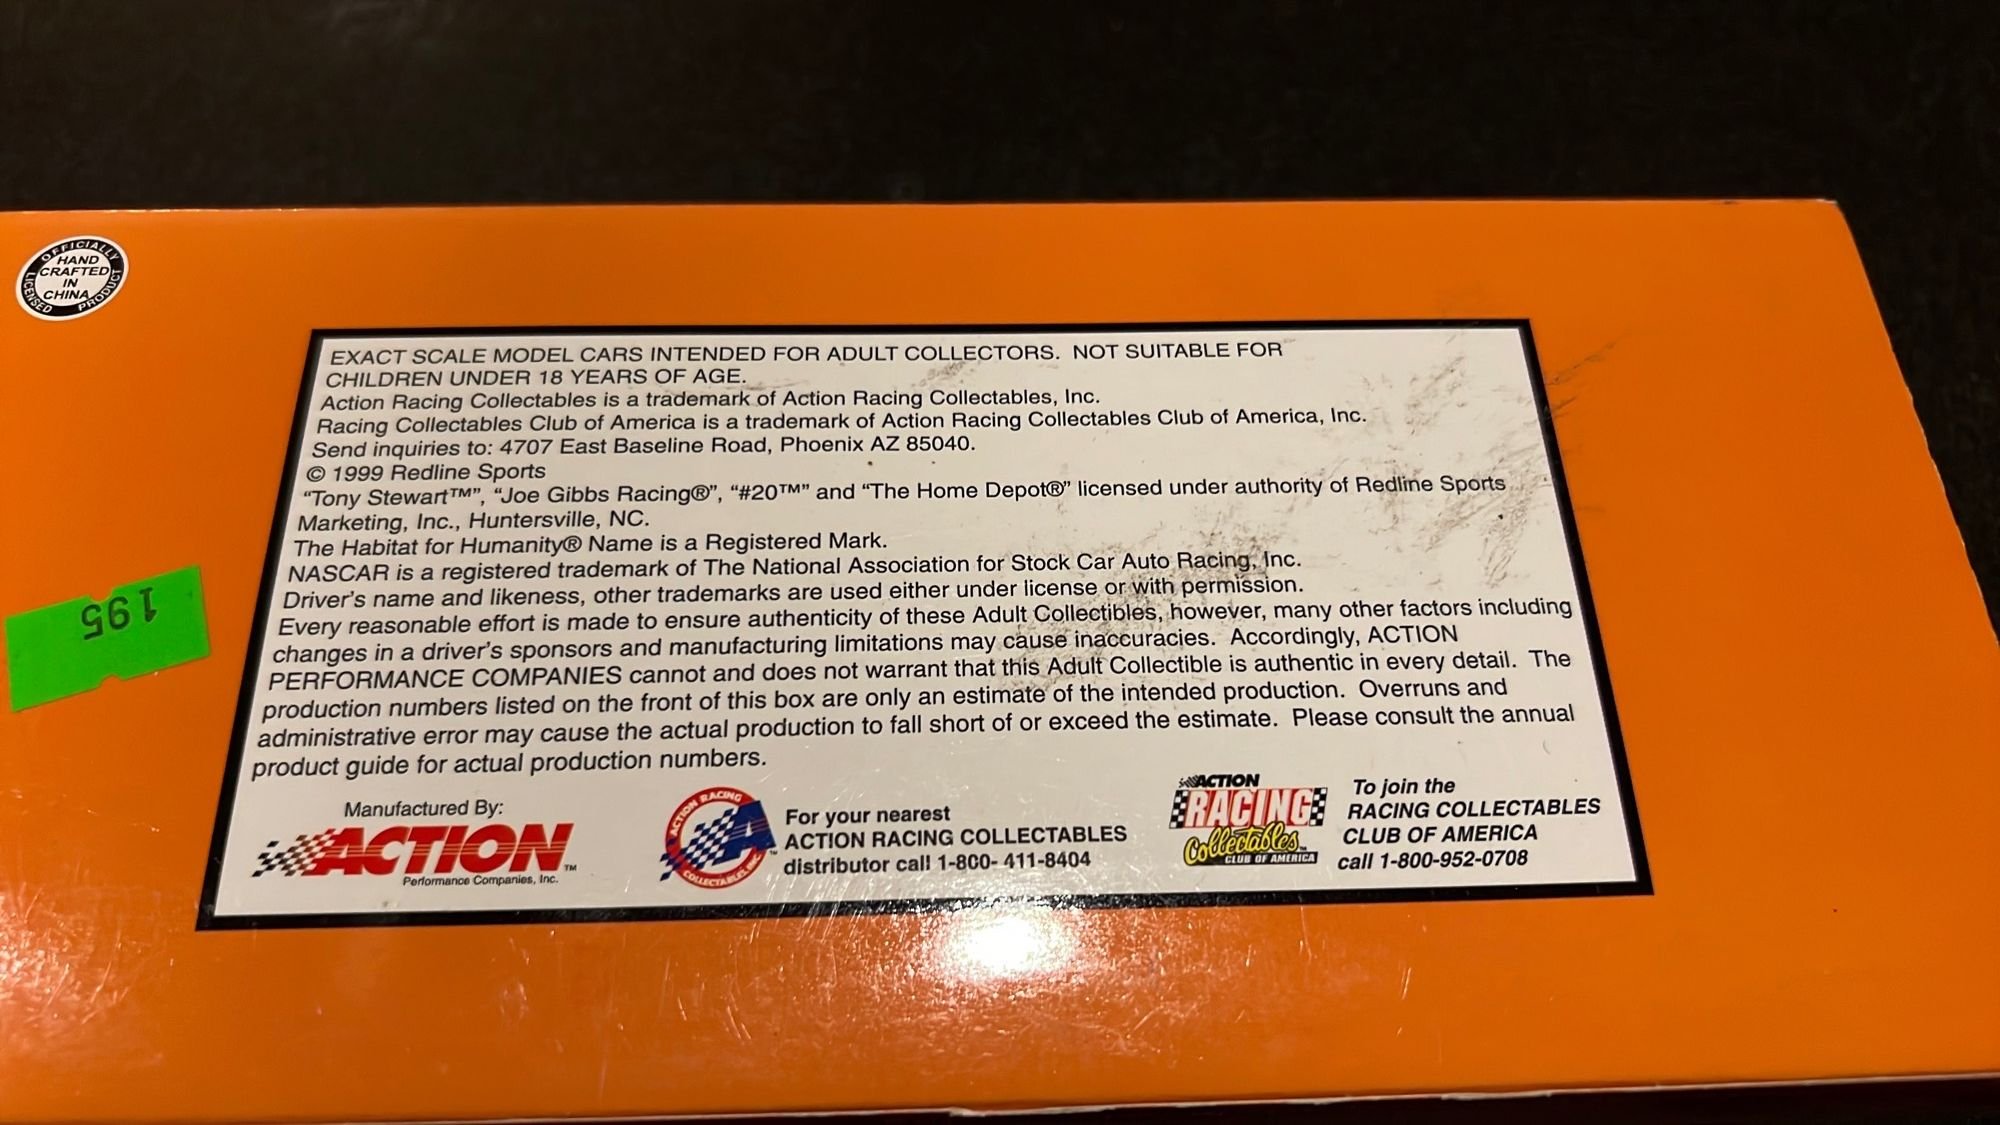 OFFICIALLY LICENSED PRODUCT
HAND
CRAFTED
IN
CHINA
195
EXACT SCALE MODEL CARS INTENDED FOR ADULT COLLECTORS. NOT SUITABLE FOR
CHILDREN UNDER 18 YEARS OF AGE.
Action Racing Collectables is a trademark of Action Racing Collectables, Inc.
Racing Collectables Club of America is a trademark of Action Racing Collectables Club of America, Inc.
Send inquiries to: 4707 East Baseline Road, Phoenix AZ 85040.
© 1999 Redline Sports
“Tony Stewart™”, “Joe Gibbs Racing®”, “#20™” and “The Home Depot®” licensed under authority of Redline Sports
Marketing, Inc., Huntersville, NC.
The Habitat for Humanity® Name is a Registered Mark.
NASCAR is a registered trademark of The National Association for Stock Car Auto Racing, Inc.
Driver’s name and likeness, other trademarks are used either under license or with permission.
Every reasonable effort is made to ensure authenticity of these Adult Collectibles, however, many other factors including
changes in a driver’s sponsors and manufacturing limitations may cause inaccuracies. Accordingly, ACTION
PERFORMANCE COMPANIES cannot and does not warrant that this Adult Collectible is authentic in every detail. The
production numbers listed on the front of this box are only an estimate of the intended production. Overruns and
administrative error may cause the actual production to fall short of or exceed the estimate. Please consult the annual
product guide for actual production numbers.
Manufactured By:
ACTION™
Performance Companies, Inc.
ACTION RACING
A™
COLLECTABLES, INC.
For your nearest
ACTION RACING COLLECTABLES
distributor call 1-800- 411-8404
ACTION
RACING
Collectables™
CLUB OF AMERICA
To join the
RACING COLLECTABLES
CLUB OF AMERICA
call 1-800-952-0708